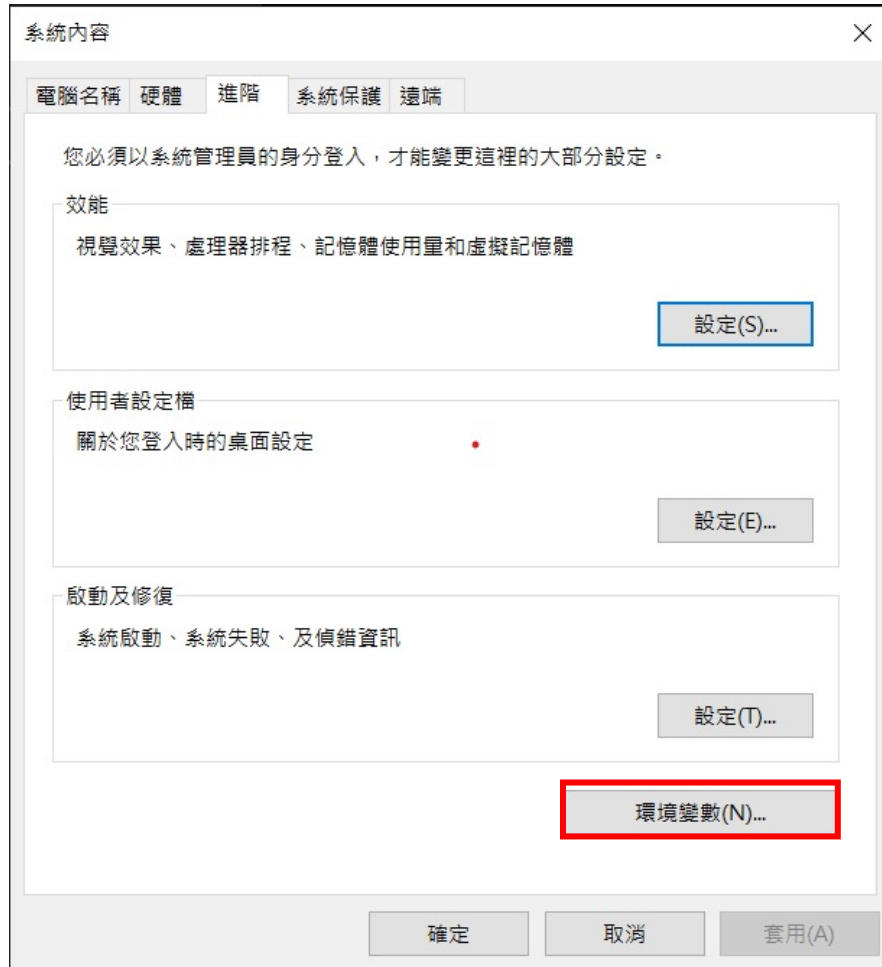 系統內容
電腦名稱 硬體 進階 系統保護 遠端
您必須以系統管理員的身分登入，才能變更這裡的大部分設定。
效能
視覺效果、處理器排程、記憶體使用量和虛擬記憶體
設定(S)...
使用者設定檔
關於您登入時的桌面設定
設定(E)...
啟動及修復
系統啟動、系統失敗、及偵錯資訊
設定(T)...
環境變數(N)...
確定 取消 套用(A)